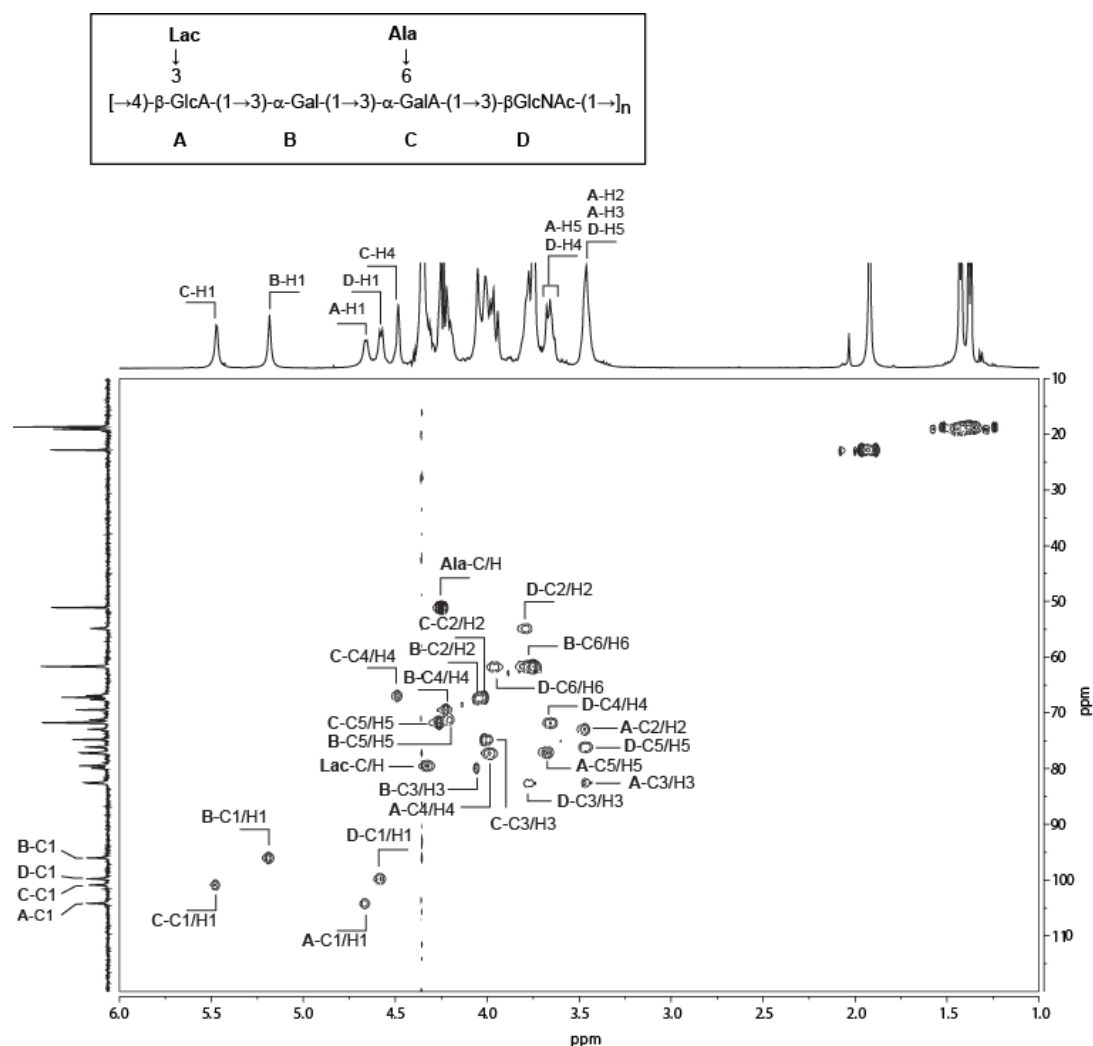 Lac Ala
↓ ↓
3 6
[→4)-β-GlcA-(1→3)-α-Gal-(1→3)-α-GalA-(1→3)-βGlcNAc-(1→]n
A B C D
A-H2
A-H3
D-H5
A-H5
D-H4
C-H4
C-H1
B-H1
D-H1
A-H1
10
20
30
40
50
60
70
80
90
100
110
ppm
Ala-C/H
D-C2/H2
C-C2/H2
B-C2/H2
B-C6/H6
C-C4/H4
B-C4/H4
D-C6/H6
D-C4/H4
C-C5/H5
A-C2/H2
B-C5/H5
D-C5/H5
Lac-C/H
A-C5/H5
B-C3/H3
A-C3/H3
A-C4/H4
D-C3/H3
C-C3/H3
B-C1/H1
D-C1/H1
B-C1
D-C1
C-C1
A-C1
C-C1/H1
A-C1/H1
6.0 5.5 5.0 4.5 4.0 3.5 3.0 2.5 2.0 1.5 1.0
ppm